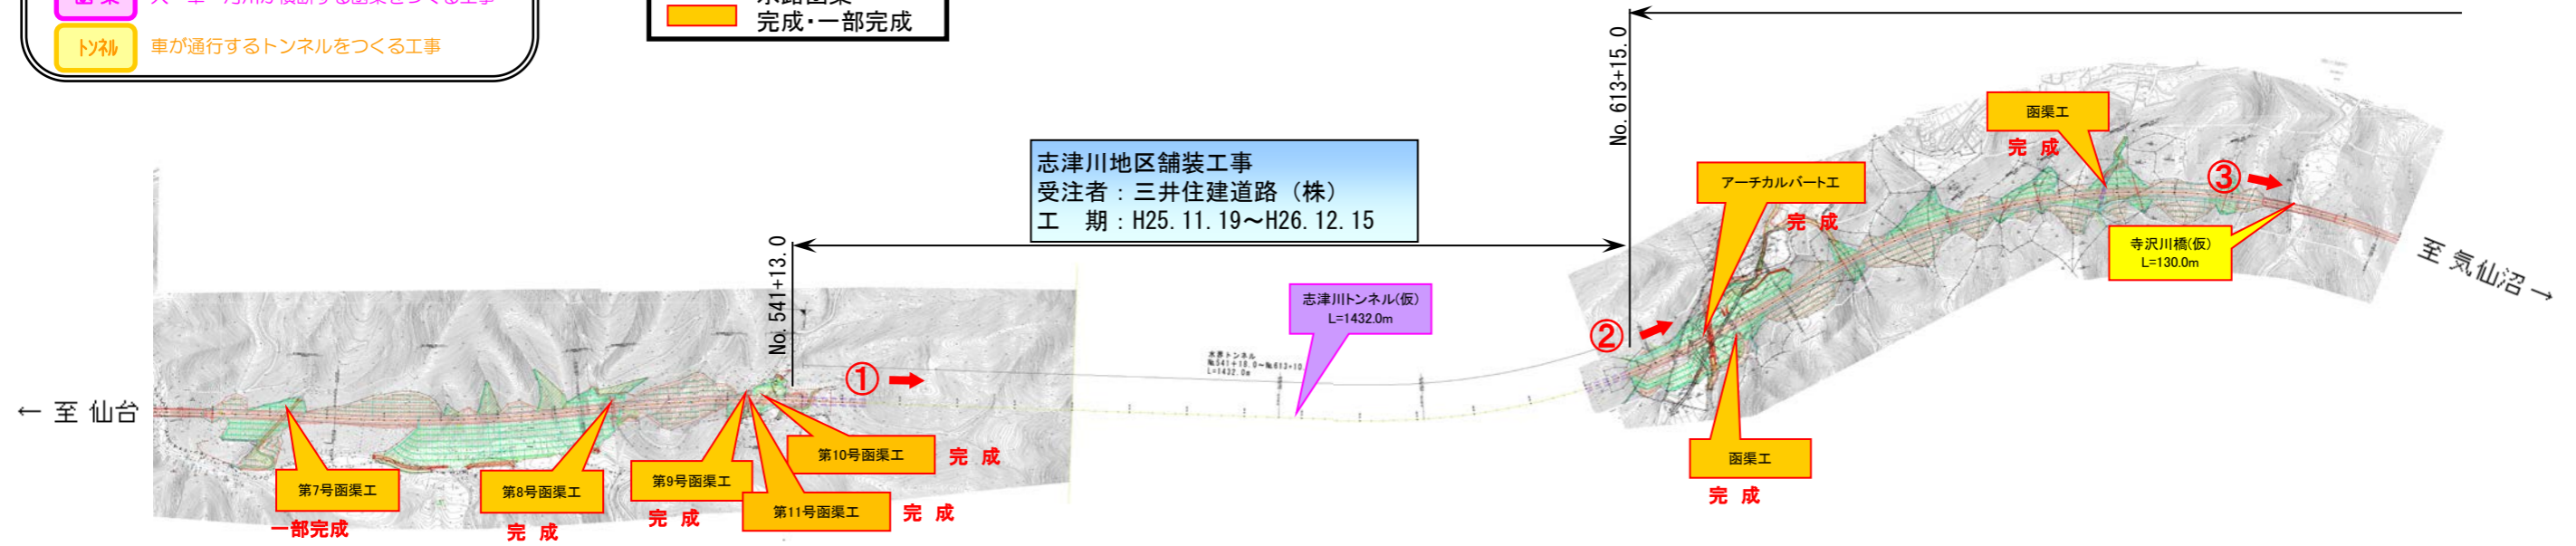 トンネル 車が通行するトンネルをつくる工事
完成・一部完成
No.613+15.0
函渠工
完 成
③
志津川地区舗装工事
受注者：三井住建道路（株）
工　期：H25.11.19～H26.12.15
アーチカルバート工
完 成
寺沢川橋(仮)
L=130.0m
至 気仙沼 →
No.541+13.0
志津川トンネル(仮)
L=1432.0m
②
①
L=1432.0m
← 至 仙台
第10号函渠工
完 成
函渠工
完 成
第7号函渠工
一部完成
第8号函渠工
完 成
第9号函渠工
完 成
第11号函渠工
完 成